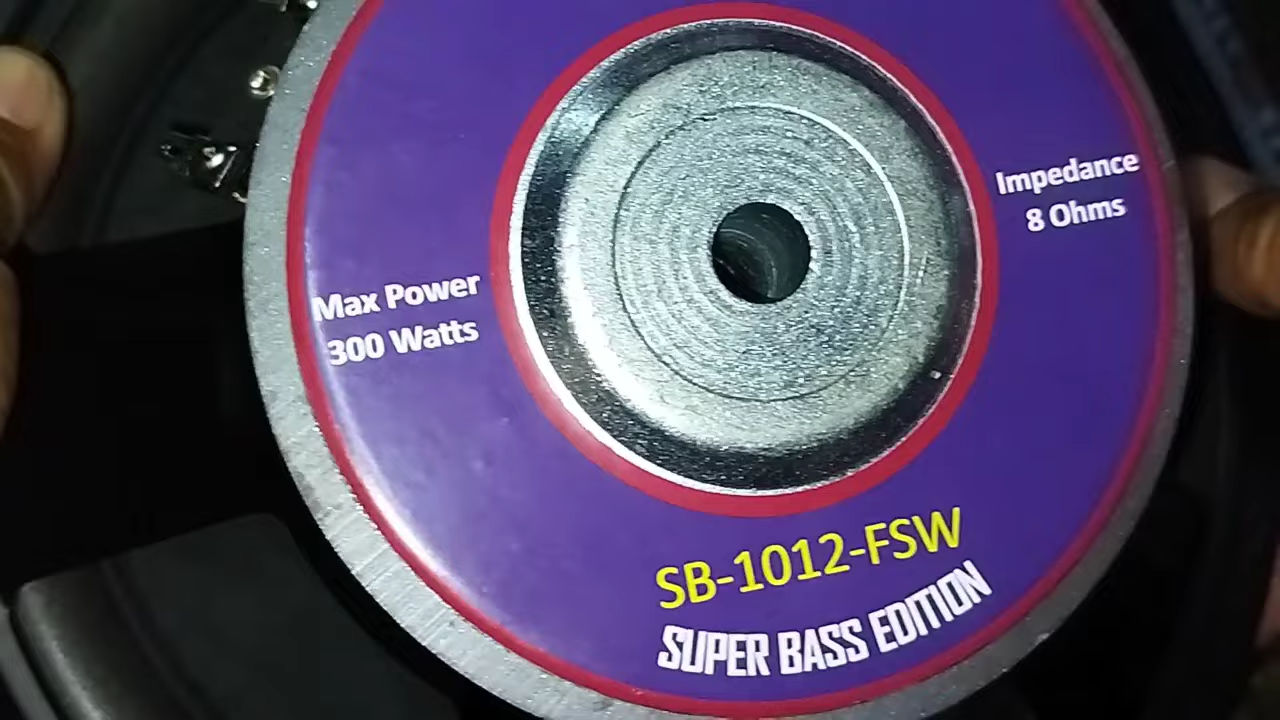 Impedance
8 Ohms
Max Power
300 Watts
SB-1012-FSW
SUPER BASS EDITION